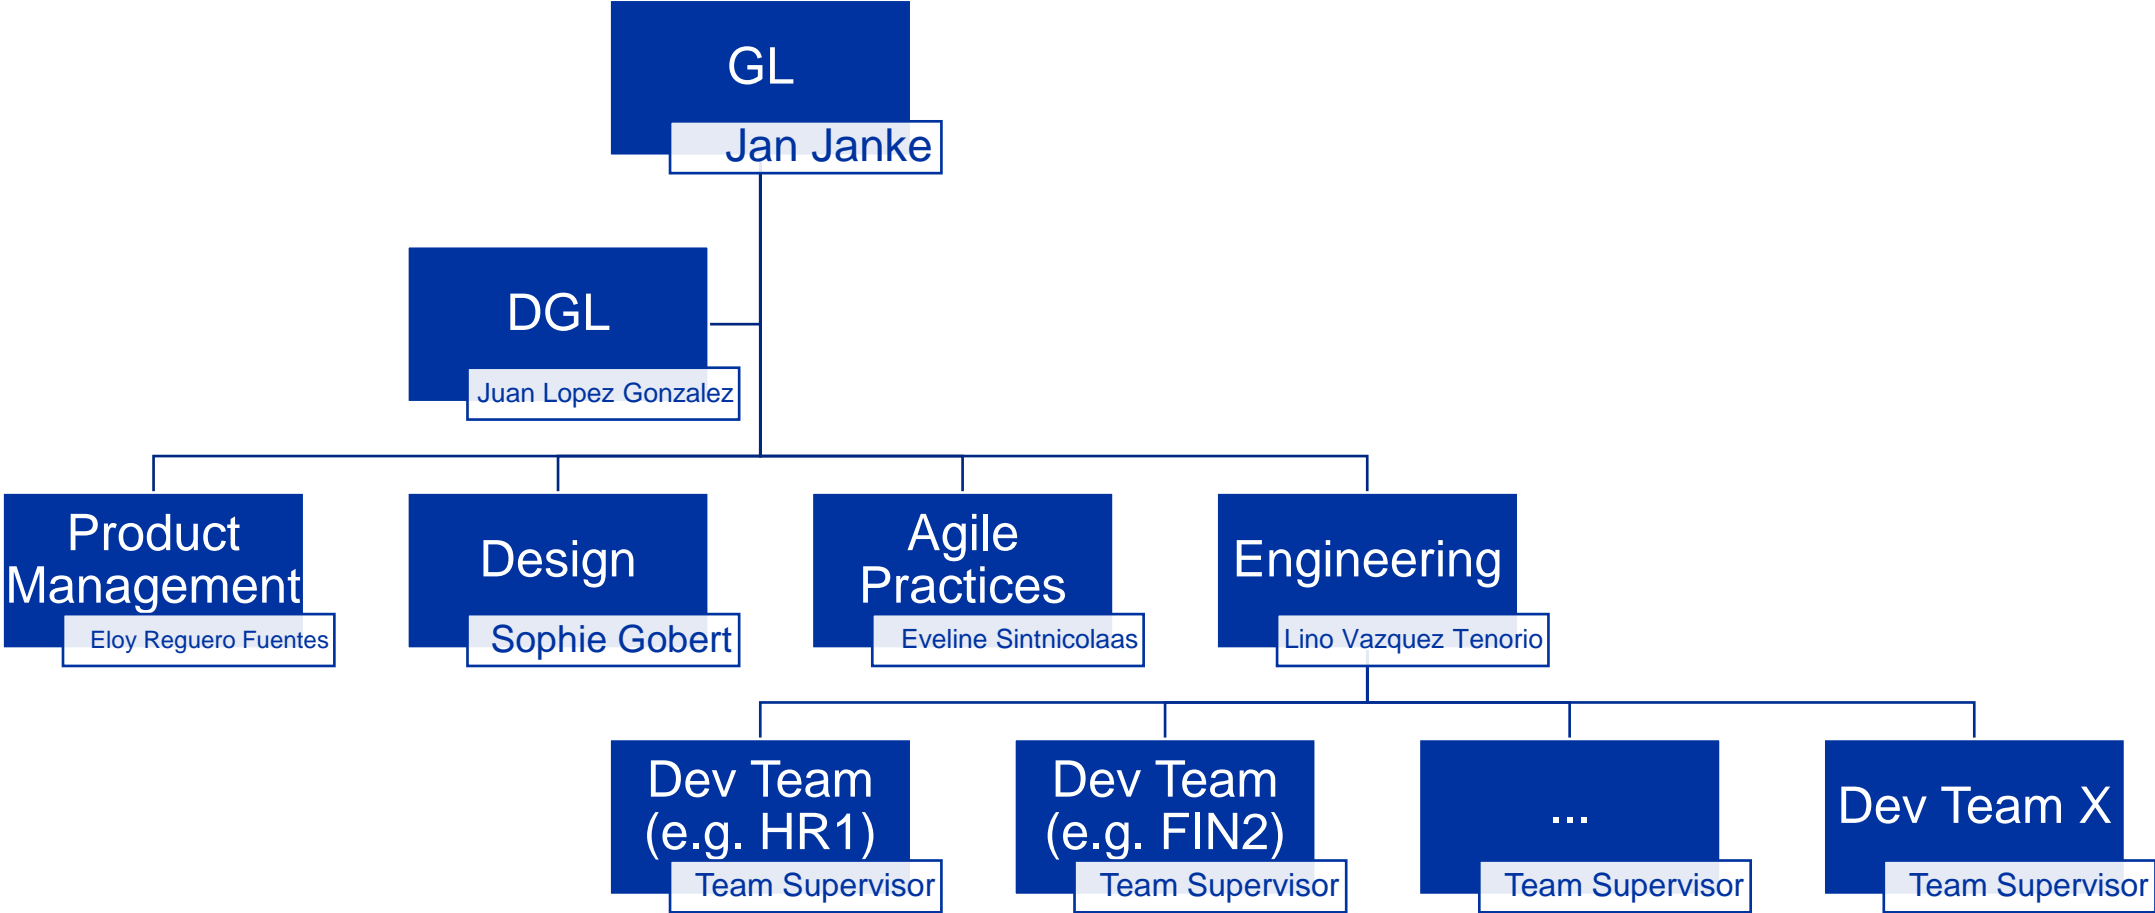 GL
Jan Janke
DGL
Juan Lopez Gonzalez
Product
Management
Eloy Reguero Fuentes
Design
Sophie Gobert
Agile
Practices
Eveline Sintnicolaas
Engineering
Lino Vazquez Tenorio
Dev Team
(e.g. HR1)
Team Supervisor
Dev Team
(e.g. FIN2)
Team Supervisor
...
Team Supervisor
Dev Team X
Team Supervisor